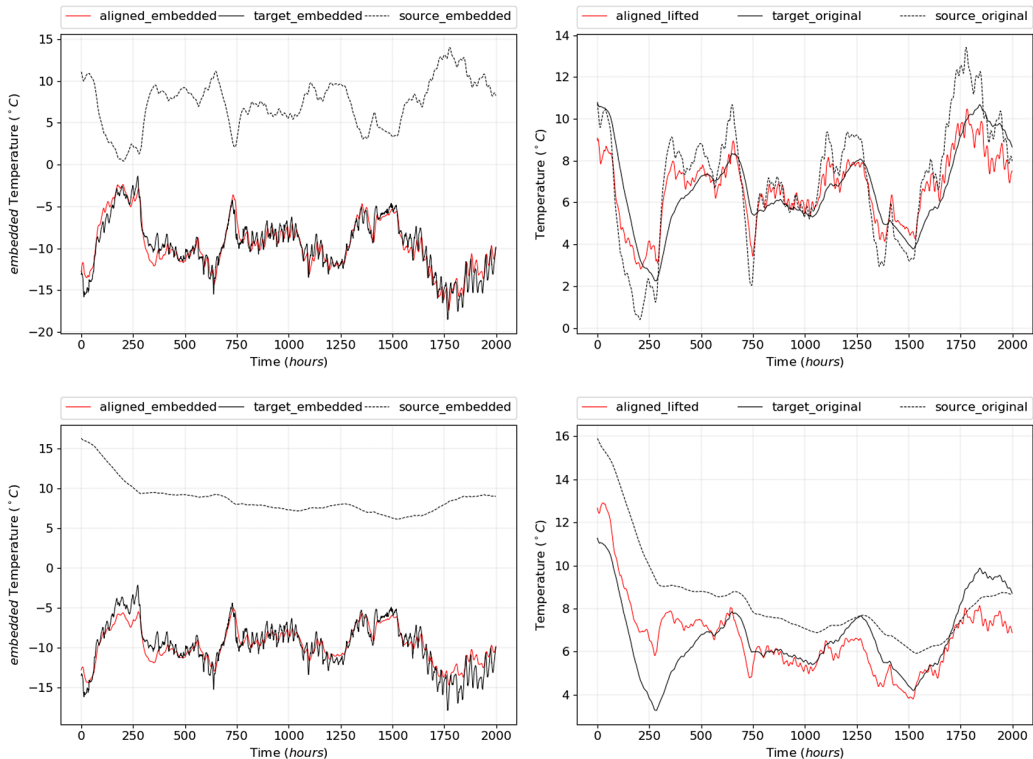 aligned_embedded target_embedded source_embedded
15
10
5
0
−5
−10
−15
−20
embedded Temperature (°C)
0 250 500 750 1000 1250 1500 1750 2000
Time (hours)
aligned_lifted target_original source_original
14
12
10
8
6
4
2
0
Temperature (°C)
0 250 500 750 1000 1250 1500 1750 2000
Time (hours)
aligned_embedded target_embedded source_embedded
15
10
5
0
−5
−10
−15
embedded Temperature (°C)
0 250 500 750 1000 1250 1500 1750 2000
Time (hours)
aligned_lifted target_original source_original
16
14
12
10
8
6
4
Temperature (°C)
0 250 500 750 1000 1250 1500 1750 2000
Time (hours)